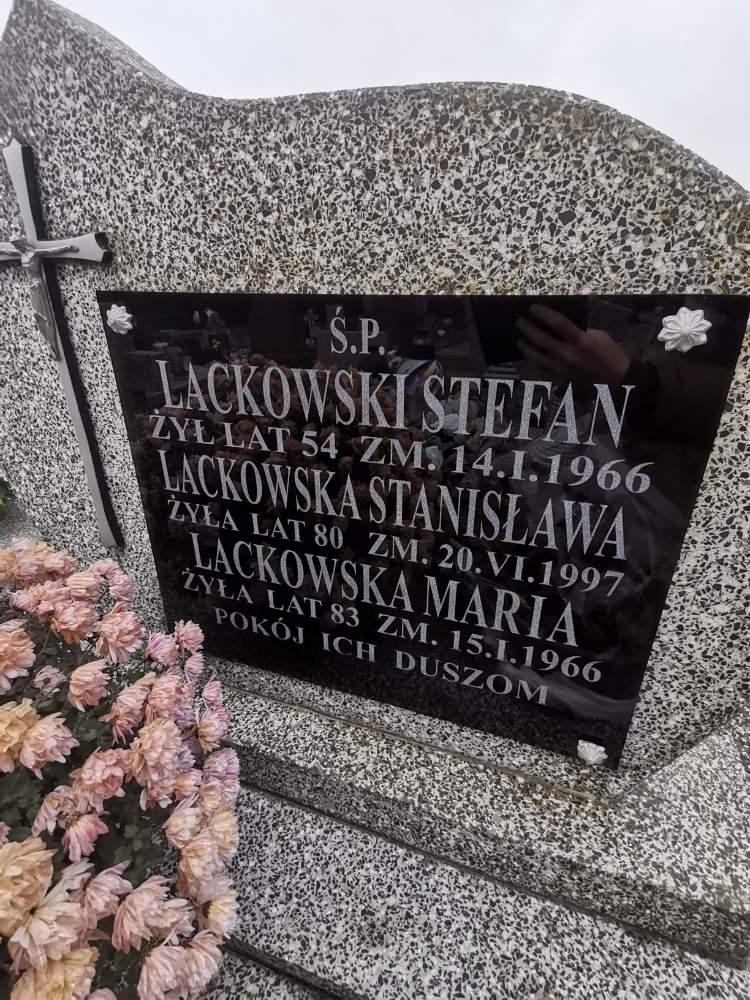 Ś.P.
LACKOWSKI STEFAN
ŻYŁ LAT 54 ZM. 14.I.1966
LACKOWSKA STANISŁAWA
ŻYŁA LAT 80 ZM. 20.VI.1997
LACKOWSKA MARIA
ŻYŁA LAT 83 ZM. 15.I.1966
POKÓJ ICH DUSZOM